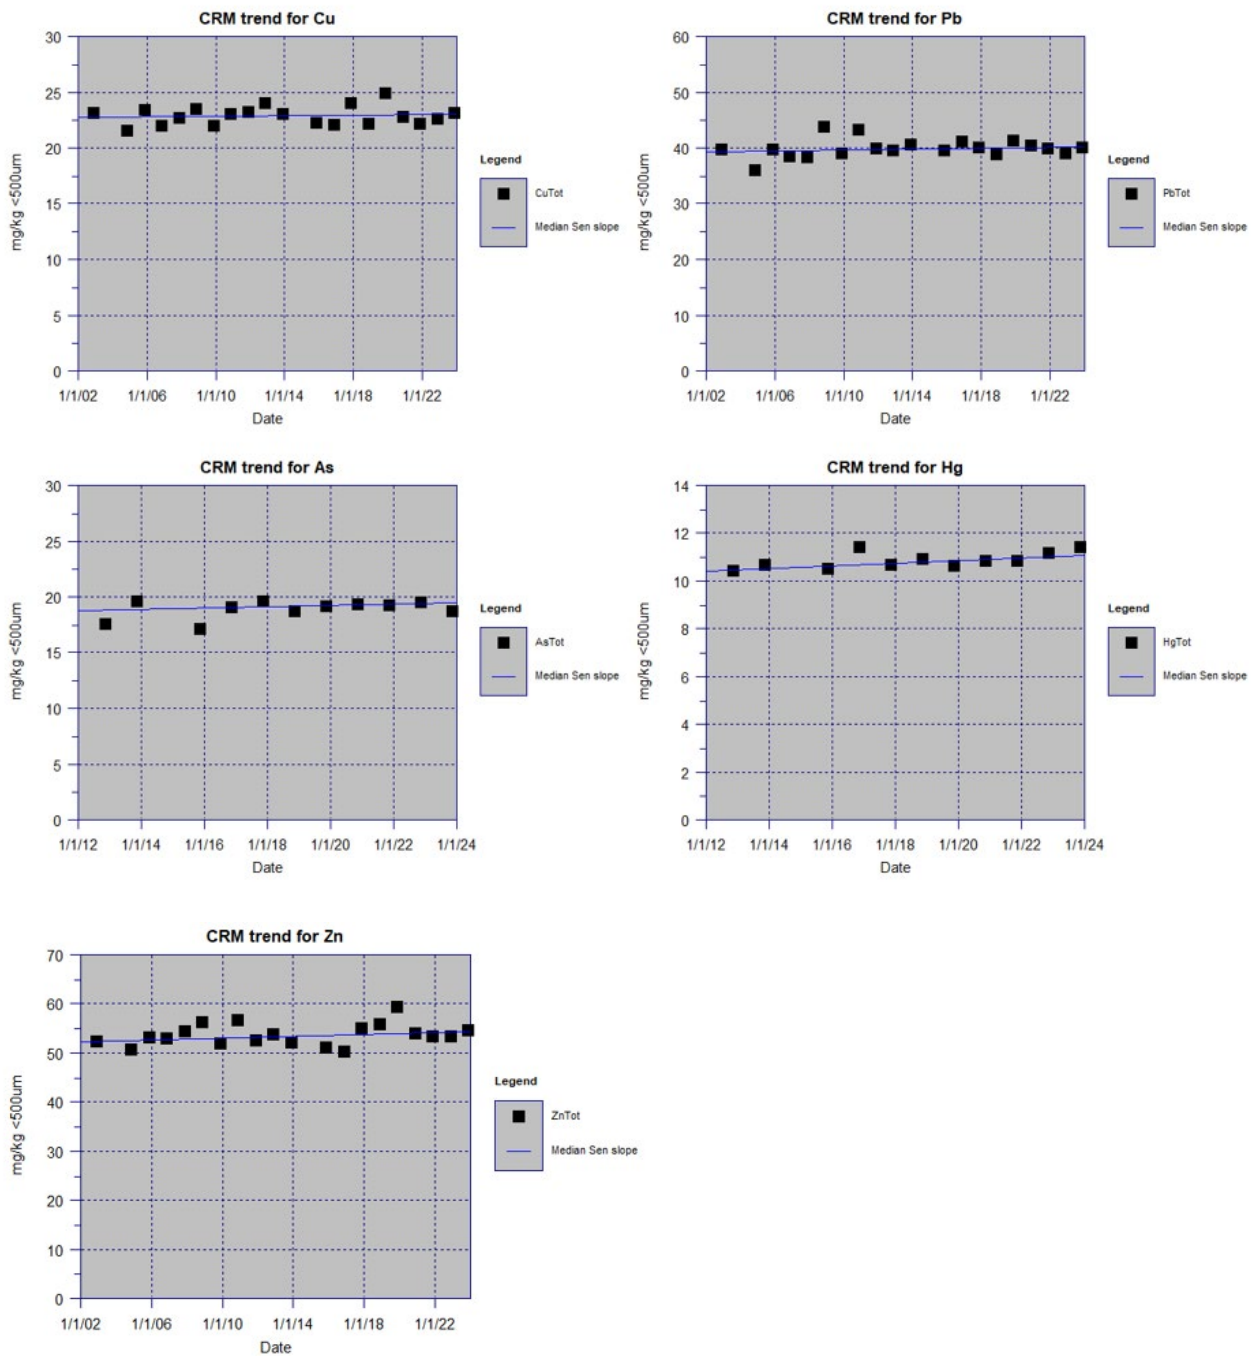 CRM trend for Cu
mg/kg <500um
30
25
20
15
10
5
0
1/1/02 1/1/06 1/1/10 1/1/14 1/1/18 1/1/22
Date
Legend
CuTot
Median Sen slope
CRM trend for Pb
mg/kg <500um
60
50
40
30
20
10
0
1/1/02 1/1/06 1/1/10 1/1/14 1/1/18 1/1/22
Date
Legend
PbTot
Median Sen slope
CRM trend for As
mg/kg <500um
30
25
20
15
10
5
0
1/1/12 1/1/14 1/1/16 1/1/18 1/1/20 1/1/22 1/1/24
Date
Legend
AsTot
Median Sen slope
CRM trend for Hg
mg/kg <500um
14
12
10
8
6
4
2
0
1/1/12 1/1/14 1/1/16 1/1/18 1/1/20 1/1/22 1/1/24
Date
Legend
HgTot
Median Sen slope
CRM trend for Zn
mg/kg <500um
70
60
50
40
30
20
10
0
1/1/02 1/1/06 1/1/10 1/1/14 1/1/18 1/1/22
Date
Legend
ZnTot
Median Sen slope